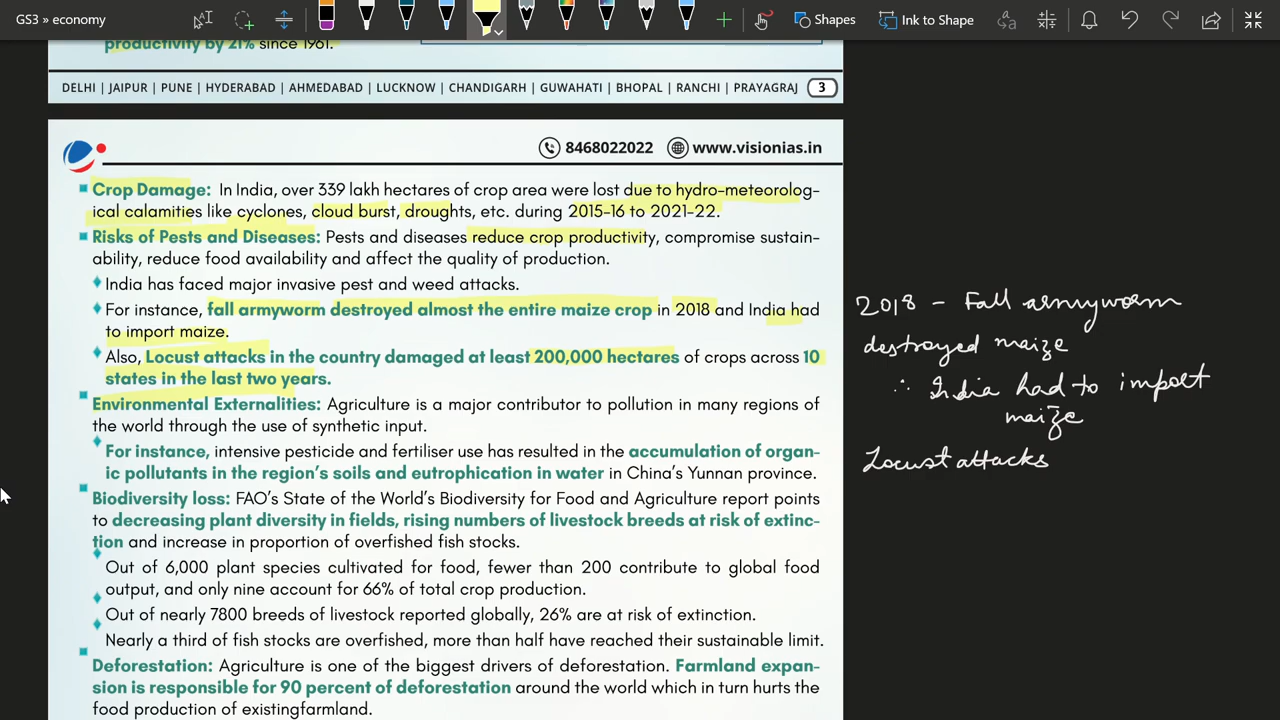 GS3 » economy
Shapes
Ink to Shape
productivity by 21% since 1961.
DELHI | JAIPUR | PUNE | HYDERABAD | AHMEDABAD | LUCKNOW | CHANDIGARH | GUWAHATI | BHOPAL | RANCHI | PRAYAGRAJ 3
8468022022 www.visionias.in
Crop Damage: In India, over 339 lakh hectares of crop area were lost due to hydro-meteorolog-
ical calamities like cyclones, cloud burst, droughts, etc. during 2015-16 to 2021-22.
Risks of Pests and Diseases: Pests and diseases reduce crop productivity, compromise sustain-
ability, reduce food availability and affect the quality of production.
India has faced major invasive pest and weed attacks.
For instance, fall armyworm destroyed almost the entire maize crop in 2018 and India had
to import maize.
Also, Locust attacks in the country damaged at least 200,000 hectares of crops across 10
states in the last two years.
Environmental Externalities: Agriculture is a major contributor to pollution in many regions of
the world through the use of synthetic input.
For instance, intensive pesticide and fertiliser use has resulted in the accumulation of organ-
ic pollutants in the region's soils and eutrophication in water in China's Yunnan province.
Biodiversity loss: FAO's State of the World's Biodiversity for Food and Agriculture report points
to decreasing plant diversity in fields, rising numbers of livestock breeds at risk of extinc-
tion and increase in proportion of overfished fish stocks.
Out of 6,000 plant species cultivated for food, fewer than 200 contribute to global food
output, and only nine account for 66% of total crop production.
Out of nearly 7800 breeds of livestock reported globally, 26% are at risk of extinction.
Nearly a third of fish stocks are overfished, more than half have reached their sustainable limit.
Deforestation: Agriculture is one of the biggest drivers of deforestation. Farmland expan-
sion is responsible for 90 percent of deforestation around the world which in turn hurts the
food production of existingfarmland.
2018 - Fall armyworm
destroyed maize
∴ India had to import
maize
Locust attacks